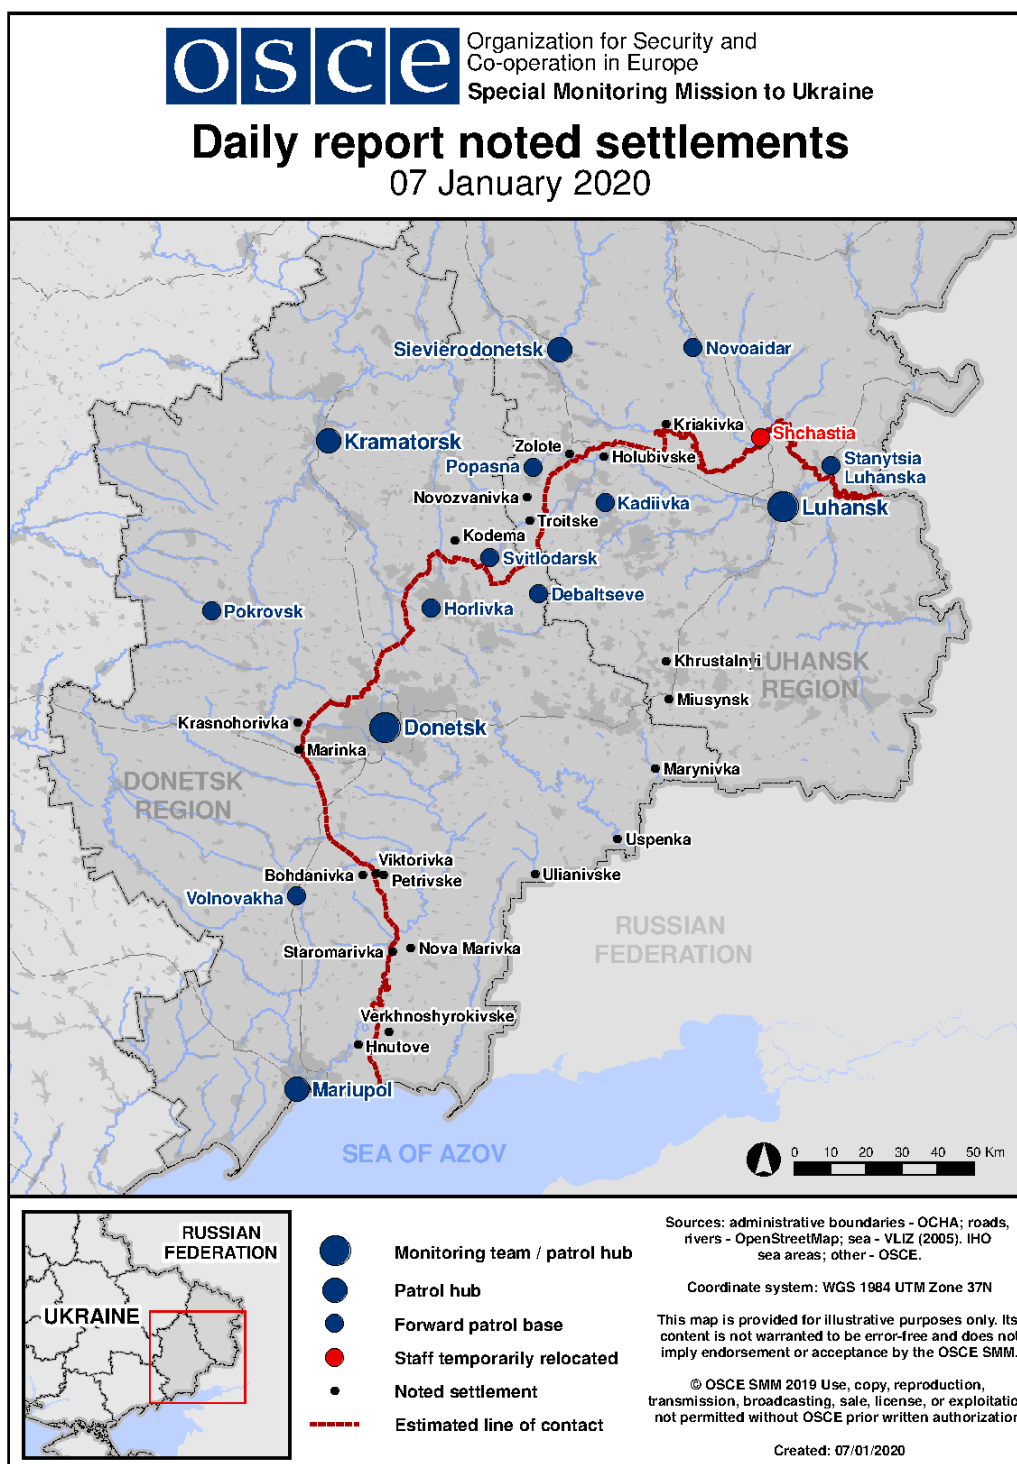 osce
Organization for Security and
Co-operation in Europe
Special Monitoring Mission to Ukraine
Daily report noted settlements
07 January 2020
Sievierodonetsk
Novoaidar
Kriakivka
Shchastia
Kramatorsk
Zolote
Holubivske
Popasna
Stanytsia
Luhanska
Novozvanivka
Kadiivka
Luhansk
Troitske
Kodema
Svitlodarsk
Debaltseve
Horlivka
Pokrovsk
Khrustalnyi
LUHANSK
REGION
Miusynsk
Krasnohorivka
Donetsk
Marinka
Marynivka
DONETSK
REGION
Uspenka
Viktorivka
Bohdanivka
Petrivske
Ulianivske
Volnovakha
RUSSIAN
FEDERATION
Staromarivka
Nova Marivka
Verkhnoshyrokivske
Hnutove
Mariupol
SEA OF AZOV
0 10 20 30 40 50 Km
RUSSIAN
FEDERATION
UKRAINE
Monitoring team / patrol hub
Patrol hub
Forward patrol base
Staff temporarily relocated
Noted settlement
Estimated line of contact
Sources: administrative boundaries - OCHA; roads,
rivers - OpenStreetMap; sea - VLIZ (2005). IHO
sea areas; other - OSCE.
Coordinate system: WGS 1984 UTM Zone 37N
This map is provided for illustrative purposes only. Its
content is not warranted to be error-free and does not
imply endorsement or acceptance by the OSCE SMM.
© OSCE SMM 2019 Use, copy, reproduction,
transmission, broadcasting, sale, license, or exploitatio
not permitted without OSCE prior written authorization
Created: 07/01/2020